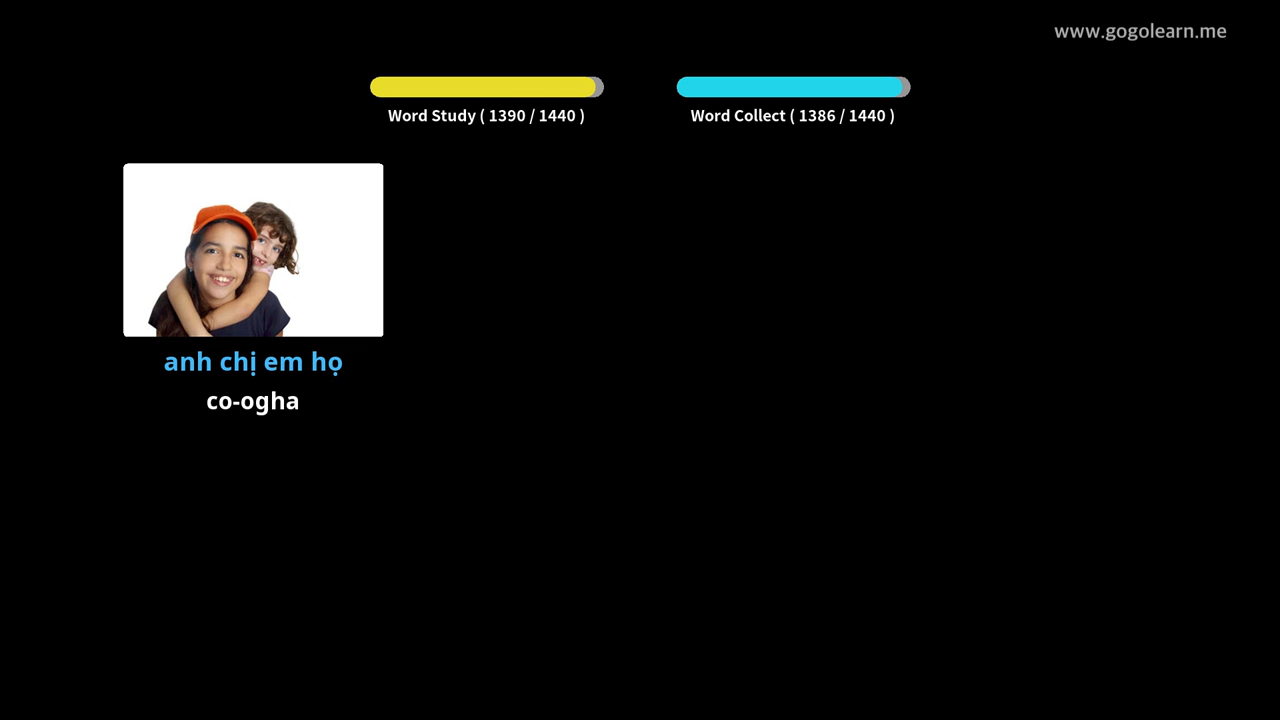 www.gogolearn.me
Word Study ( 1390 / 1440 )
Word Collect ( 1386 / 1440 )
anh chị em họ
co-ogha